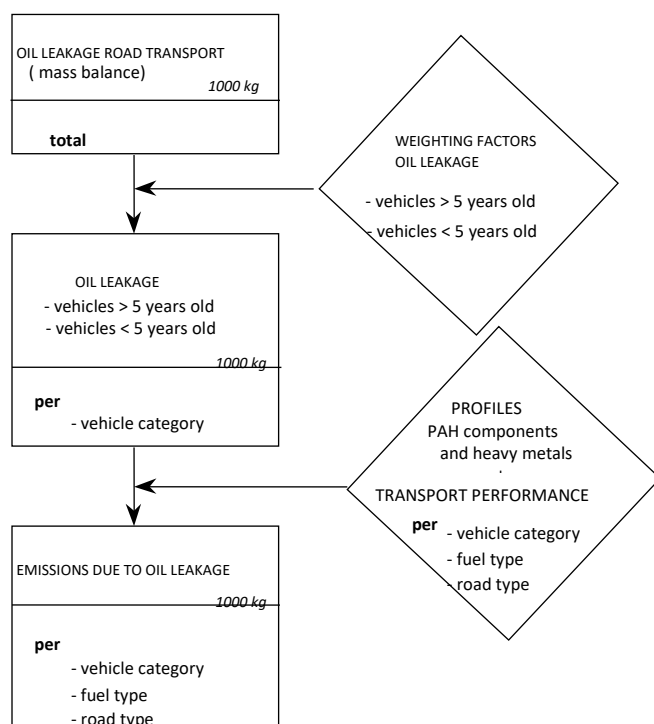 OIL LEAKAGE ROAD TRANSPORT
( mass balance)
1000 kg
total
WEIGHTING FACTORS
OIL LEAKAGE
- vehicles > 5 years old
- vehicles < 5 years old
OIL LEAKAGE
- vehicles > 5 years old
- vehicles < 5 years old
1000 kg
per
- vehicle category
PROFILES
PAH components
and heavy metals
.
TRANSPORT PERFORMANCE
per
- vehicle category
- fuel type
- road type
EMISSIONS DUE TO OIL LEAKAGE
1000 kg
per
- vehicle category
- fuel type
- road type